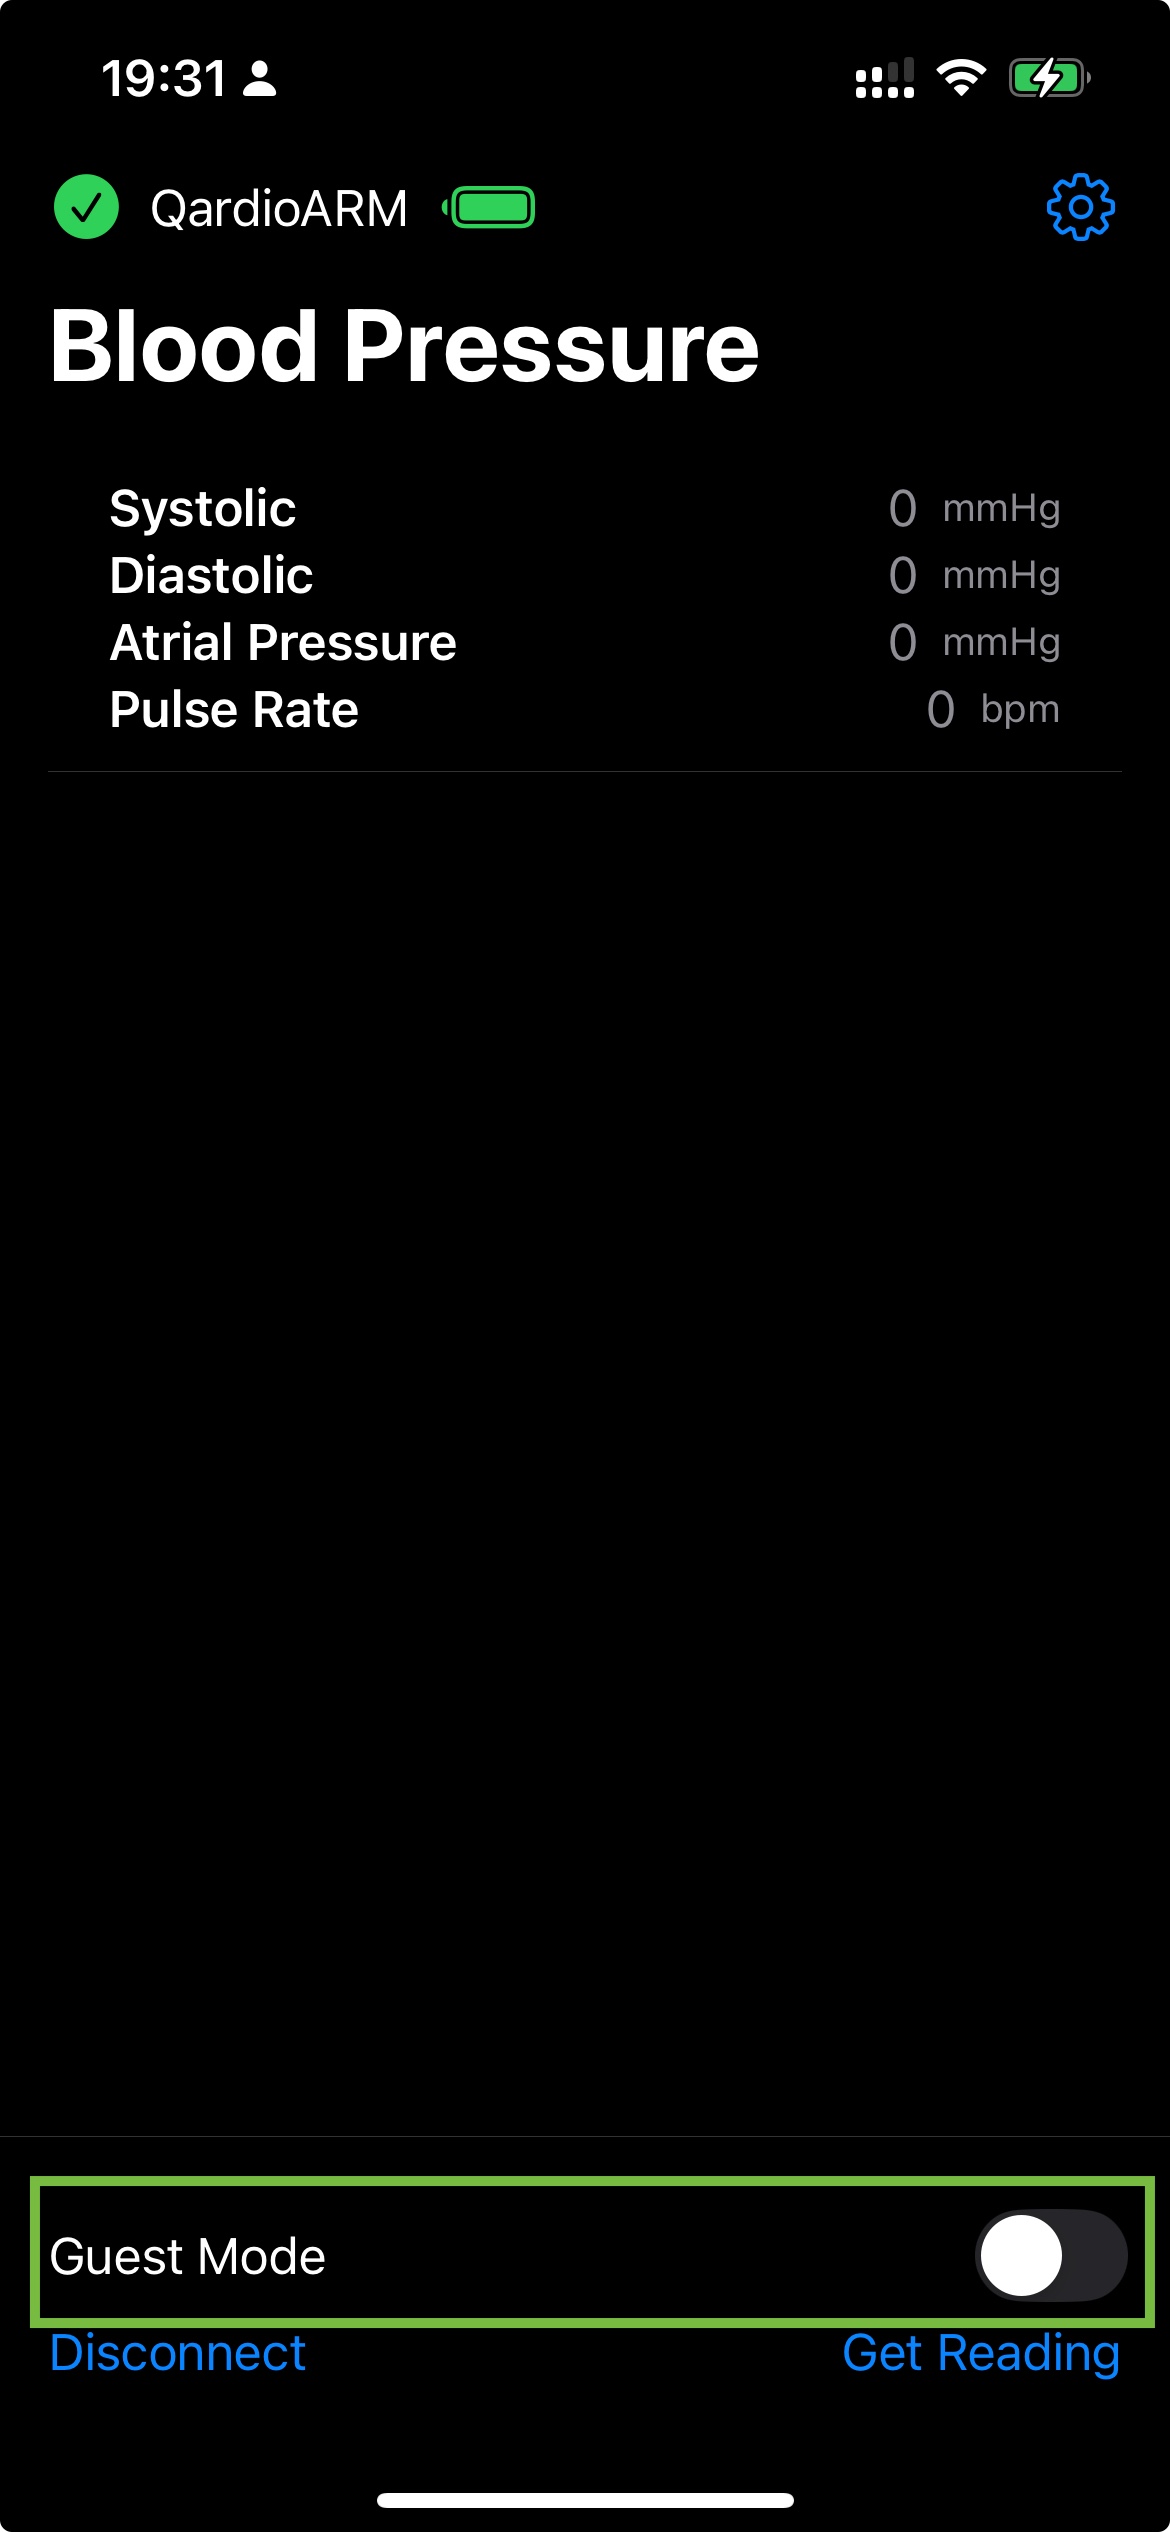 19:31
QardioARM
Blood Pressure
Systolic 0 mmHg
Diastolic 0 mmHg
Atrial Pressure 0 mmHg
Pulse Rate 0 bpm
Guest Mode
Disconnect Get Reading